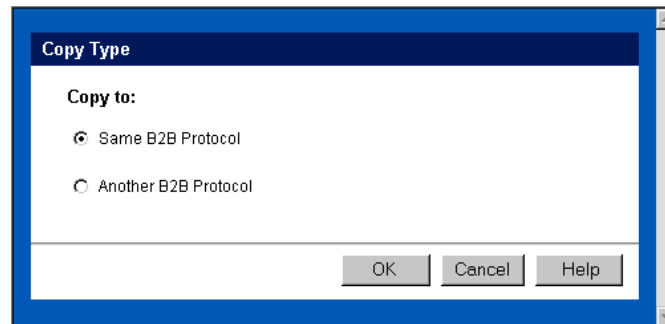 Copy Type
Copy to:
Same B2B Protocol
Another B2B Protocol
OK Cancel Help